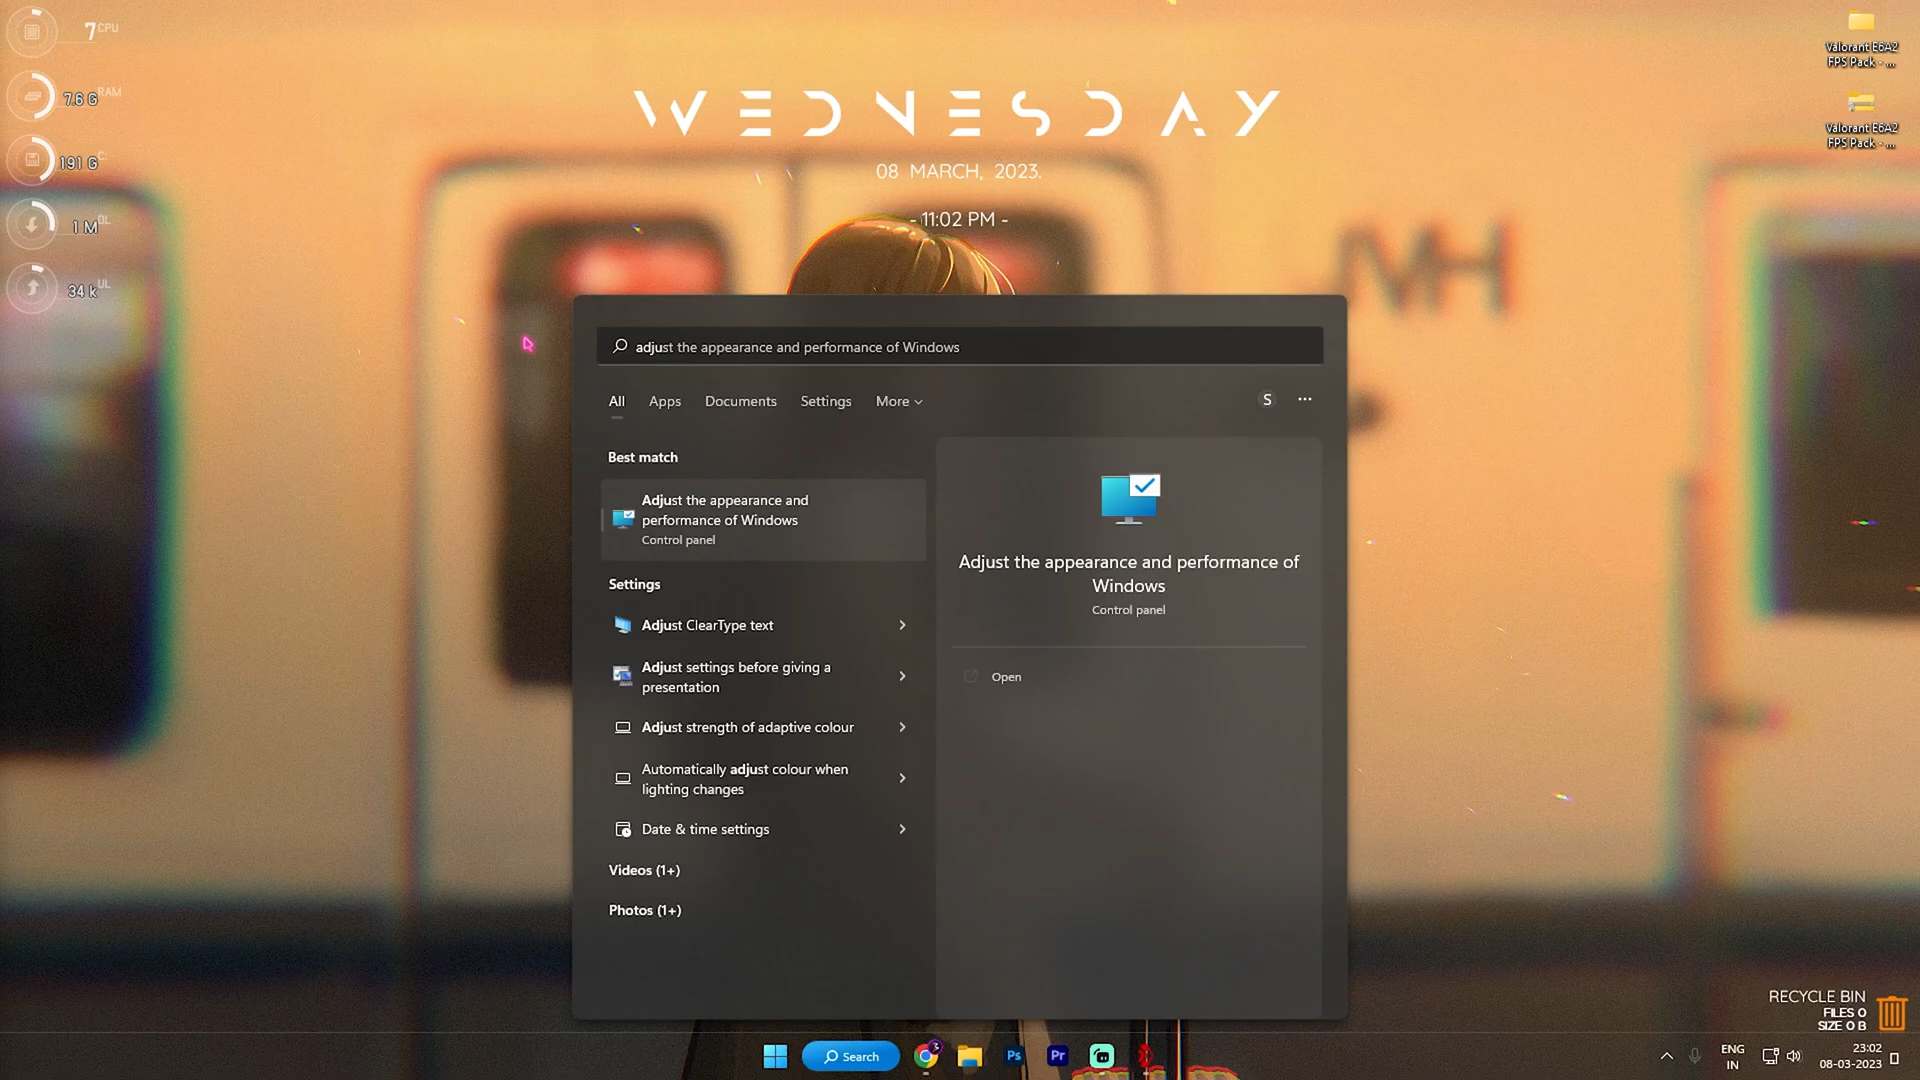 7 CPU
7.6 G RAM
191 G C:
1 M DL
34 k UL
WEDNESDAY
08 MARCH, 2023.
- 11:02 PM -
Valorant E6A2
FPS Pack - ...
Valorant E6A2
FPS Pack - ...
MH
adjust the appearance and performance of Windows
All Apps Documents Settings More
S
Best match
Adjust the appearance and
performance of Windows
Control panel
Settings
Adjust ClearType text
Adjust settings before giving a
presentation
Adjust strength of adaptive colour
Automatically adjust colour when
lighting changes
Date & time settings
Videos (1+)
Photos (1+)
Adjust the appearance and performance of
Windows
Control panel
Open
RECYCLE BIN
FILES 0
SIZE 0 B
Search
3
Ps
Pr
ENG
IN
23:02
08-03-2023